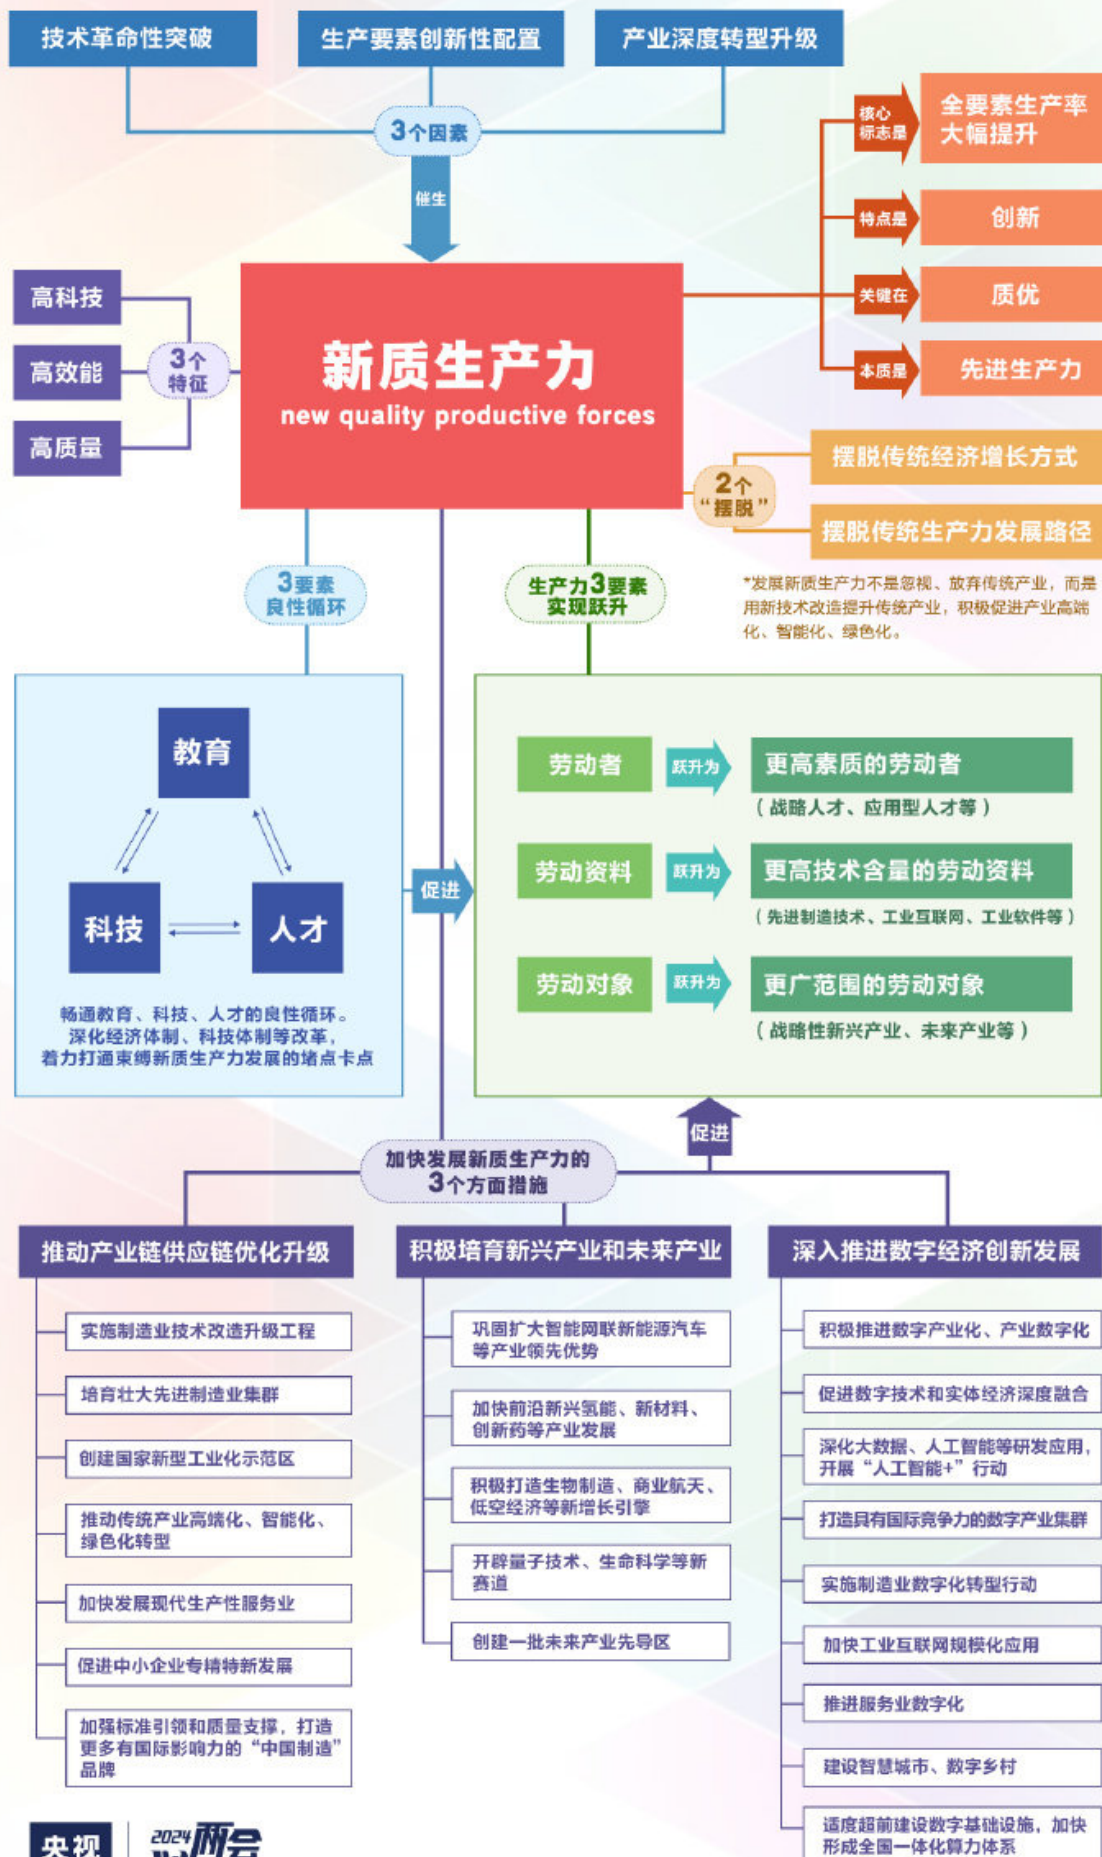 技术革命性突破
生产要素创新性配置
产业深度转型升级
3个因素
催生
核心
标志是
全要素生产率
大幅提升
特点是
创新
关键在
质优
本质是
先进生产力
高科技
高效能
高质量
3个
特征
新质生产力
new quality productive forces
2个
“摆脱”
摆脱传统经济增长方式
摆脱传统生产力发展路径
*发展新质生产力不是忽视、放弃传统产业，而是
用新技术改造提升传统产业，积极促进产业高端
化、智能化、绿色化。
3要素
良性循环
生产力3要素
实现跃升
教育
科技
人才
畅通教育、科技、人才的良性循环。
深化经济体制、科技体制等改革，
着力打通束缚新质生产力发展的堵点卡点
促进
劳动者
跃升为
更高素质的劳动者
（战略人才、应用型人才等）
劳动资料
跃升为
更高技术含量的劳动资料
（先进制造技术、工业互联网、工业软件等）
劳动对象
跃升为
更广范围的劳动对象
（战略性新兴产业、未来产业等）
促进
加快发展新质生产力的
3个方面措施
推动产业链供应链优化升级
实施制造业技术改造升级工程
培育壮大先进制造业集群
创建国家新型工业化示范区
推动传统产业高端化、智能化、
绿色化转型
加快发展现代生产性服务业
促进中小企业专精特新发展
加强标准引领和质量支撑，打造
更多有国际影响力的“中国制造”
品牌
积极培育新兴产业和未来产业
巩固扩大智能网联新能源汽车
等产业领先优势
加快前沿新兴氢能、新材料、
创新药等产业发展
积极打造生物制造、商业航天、
低空经济等新增长引擎
开辟量子技术、生命科学等新
赛道
创建一批未来产业先导区
深入推进数字经济创新发展
积极推进数字产业化、产业数字化
促进数字技术和实体经济深度融合
深化大数据、人工智能等研发应用，
开展“人工智能+”行动
打造具有国际竞争力的数字产业集群
实施制造业数字化转型行动
加快工业互联网规模化应用
推进服务业数字化
建设智慧城市、数字乡村
适度超前建设数字基础设施，加快
形成全国一体化算力体系
央视
2024
两会